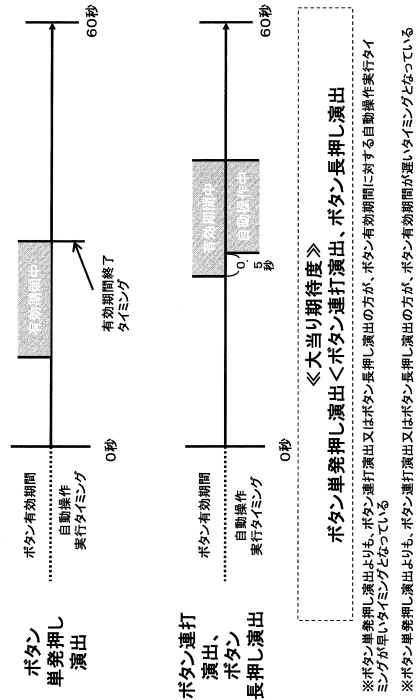 ボタン
単発押し
演出
ボタン有効期間
自動操作
実行タイミング
0秒
有効期間中
有効期間終了
タイミング
60秒
ボタン連打
演出、
ボタン
長押し演出
ボタン有効期間
自動操作
実行タイミング
0秒
0.
5
秒
有効期間中
自動操作中
60秒
≪大当り期待度≫
ボタン単発押し演出<ボタン連打演出、ボタン長押し演出
※ボタン単発押し演出よりも、ボタン連打演出又はボタン長押し演出の方が、ボタン有効期間に対する自動操作実行タイ
ミングが早いタイミングとなっている
※ボタン単発押し演出よりも、ボタン連打演出又はボタン長押し演出の方が、ボタン有効期間が遅いタイミングとなっている